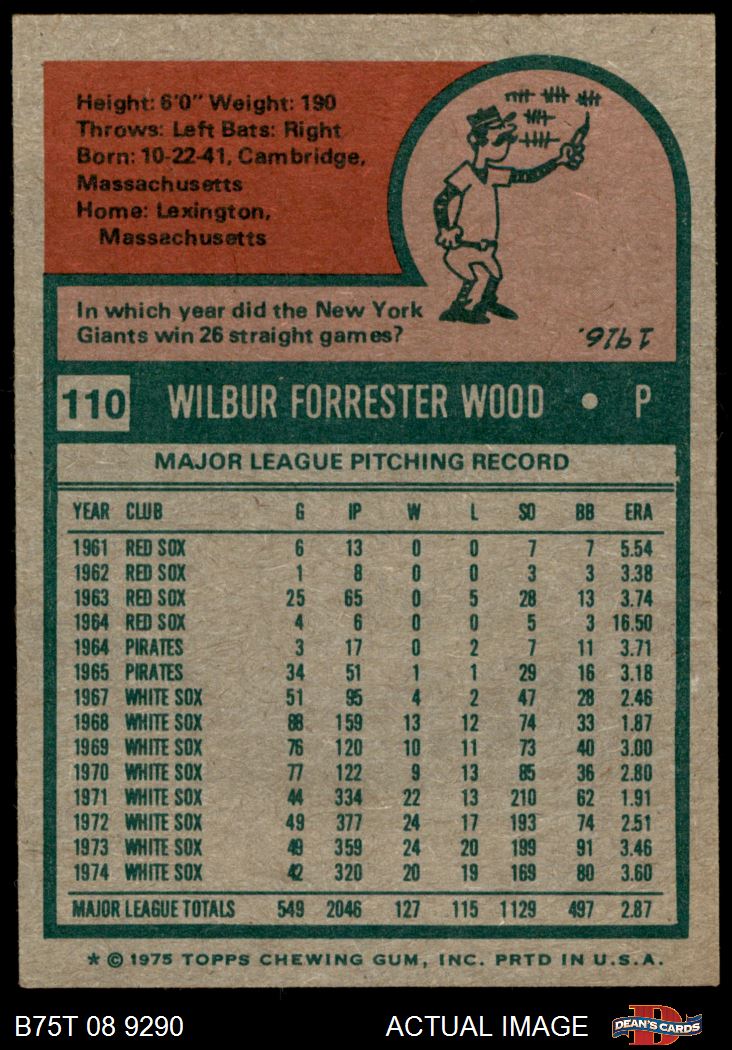 Height: 6'0" Weight: 190
Throws: Left Bats: Right
Born: 10-22-41, Cambridge,
Massachusetts
Home: Lexington,
Massachusetts
In which year did the New York
Giants win 26 straight games?
1916.
110 WILBUR FORRESTER WOOD • P
MAJOR LEAGUE PITCHING RECORD
YEAR CLUB G IP W L SO BB ERA
1961 RED SOX 6 13 0 0 7 7 5.54
1962 RED SOX 1 8 0 0 3 3 3.38
1963 RED SOX 25 65 0 5 28 13 3.74
1964 RED SOX 4 6 0 0 5 3 16.50
1964 PIRATES 3 17 0 2 7 11 3.71
1965 PIRATES 34 51 1 1 29 16 3.18
1967 WHITE SOX 51 95 4 2 47 28 2.46
1968 WHITE SOX 88 159 13 12 74 33 1.87
1969 WHITE SOX 76 120 10 11 73 40 3.00
1970 WHITE SOX 77 122 9 13 85 36 2.80
1971 WHITE SOX 44 334 22 13 210 62 1.91
1972 WHITE SOX 49 377 24 17 193 74 2.51
1973 WHITE SOX 49 359 24 20 199 91 3.46
1974 WHITE SOX 42 320 20 19 169 80 3.60
MAJOR LEAGUE TOTALS 549 2046 127 115 1129 497 2.87
* © 1975 TOPPS CHEWING GUM, INC. PRTD IN U.S.A.
B75T 08 9290 ACTUAL IMAGE D DEAN'S CARDS